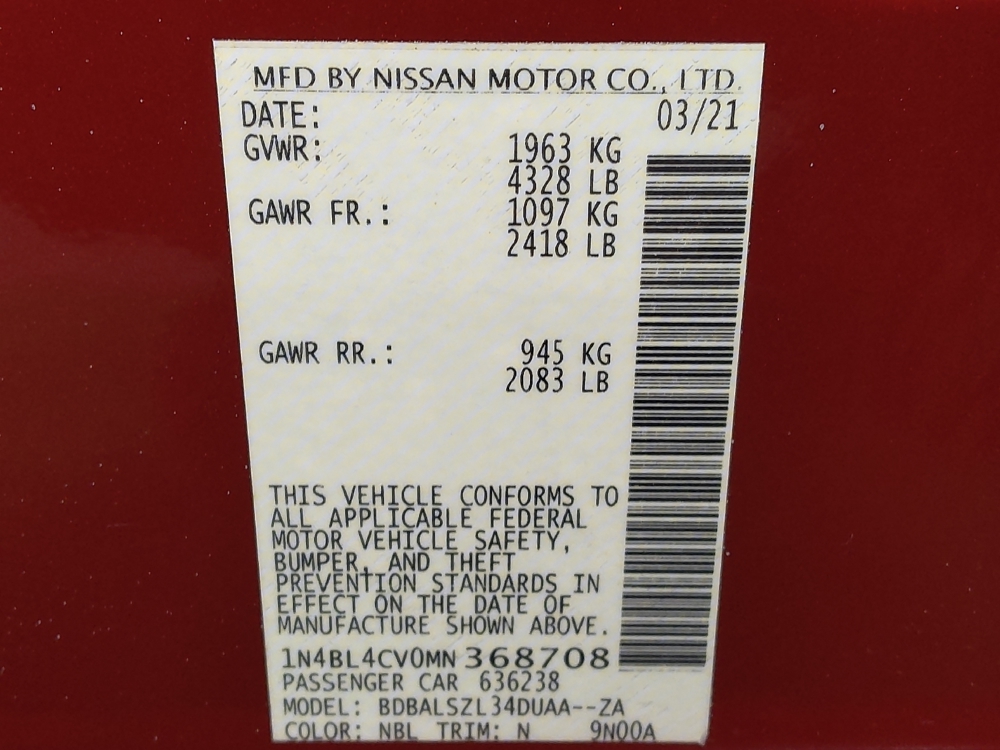 MFD BY NISSAN MOTOR CO., LTD.
DATE: 03/21
GVWR: 1963 KG
4328 LB
GAWR FR.: 1097 KG
2418 LB
GAWR RR.: 945 KG
2083 LB
THIS VEHICLE CONFORMS TO
ALL APPLICABLE FEDERAL
MOTOR VEHICLE SAFETY,
BUMPER, AND THEFT
PREVENTION STANDARDS IN
EFFECT ON THE DATE OF
MANUFACTURE SHOWN ABOVE.
1N4BL4CV0MN 368708
PASSENGER CAR 636238
MODEL: BDBALSZL34DUAA--ZA
COLOR: NBL TRIM: N 9N00A